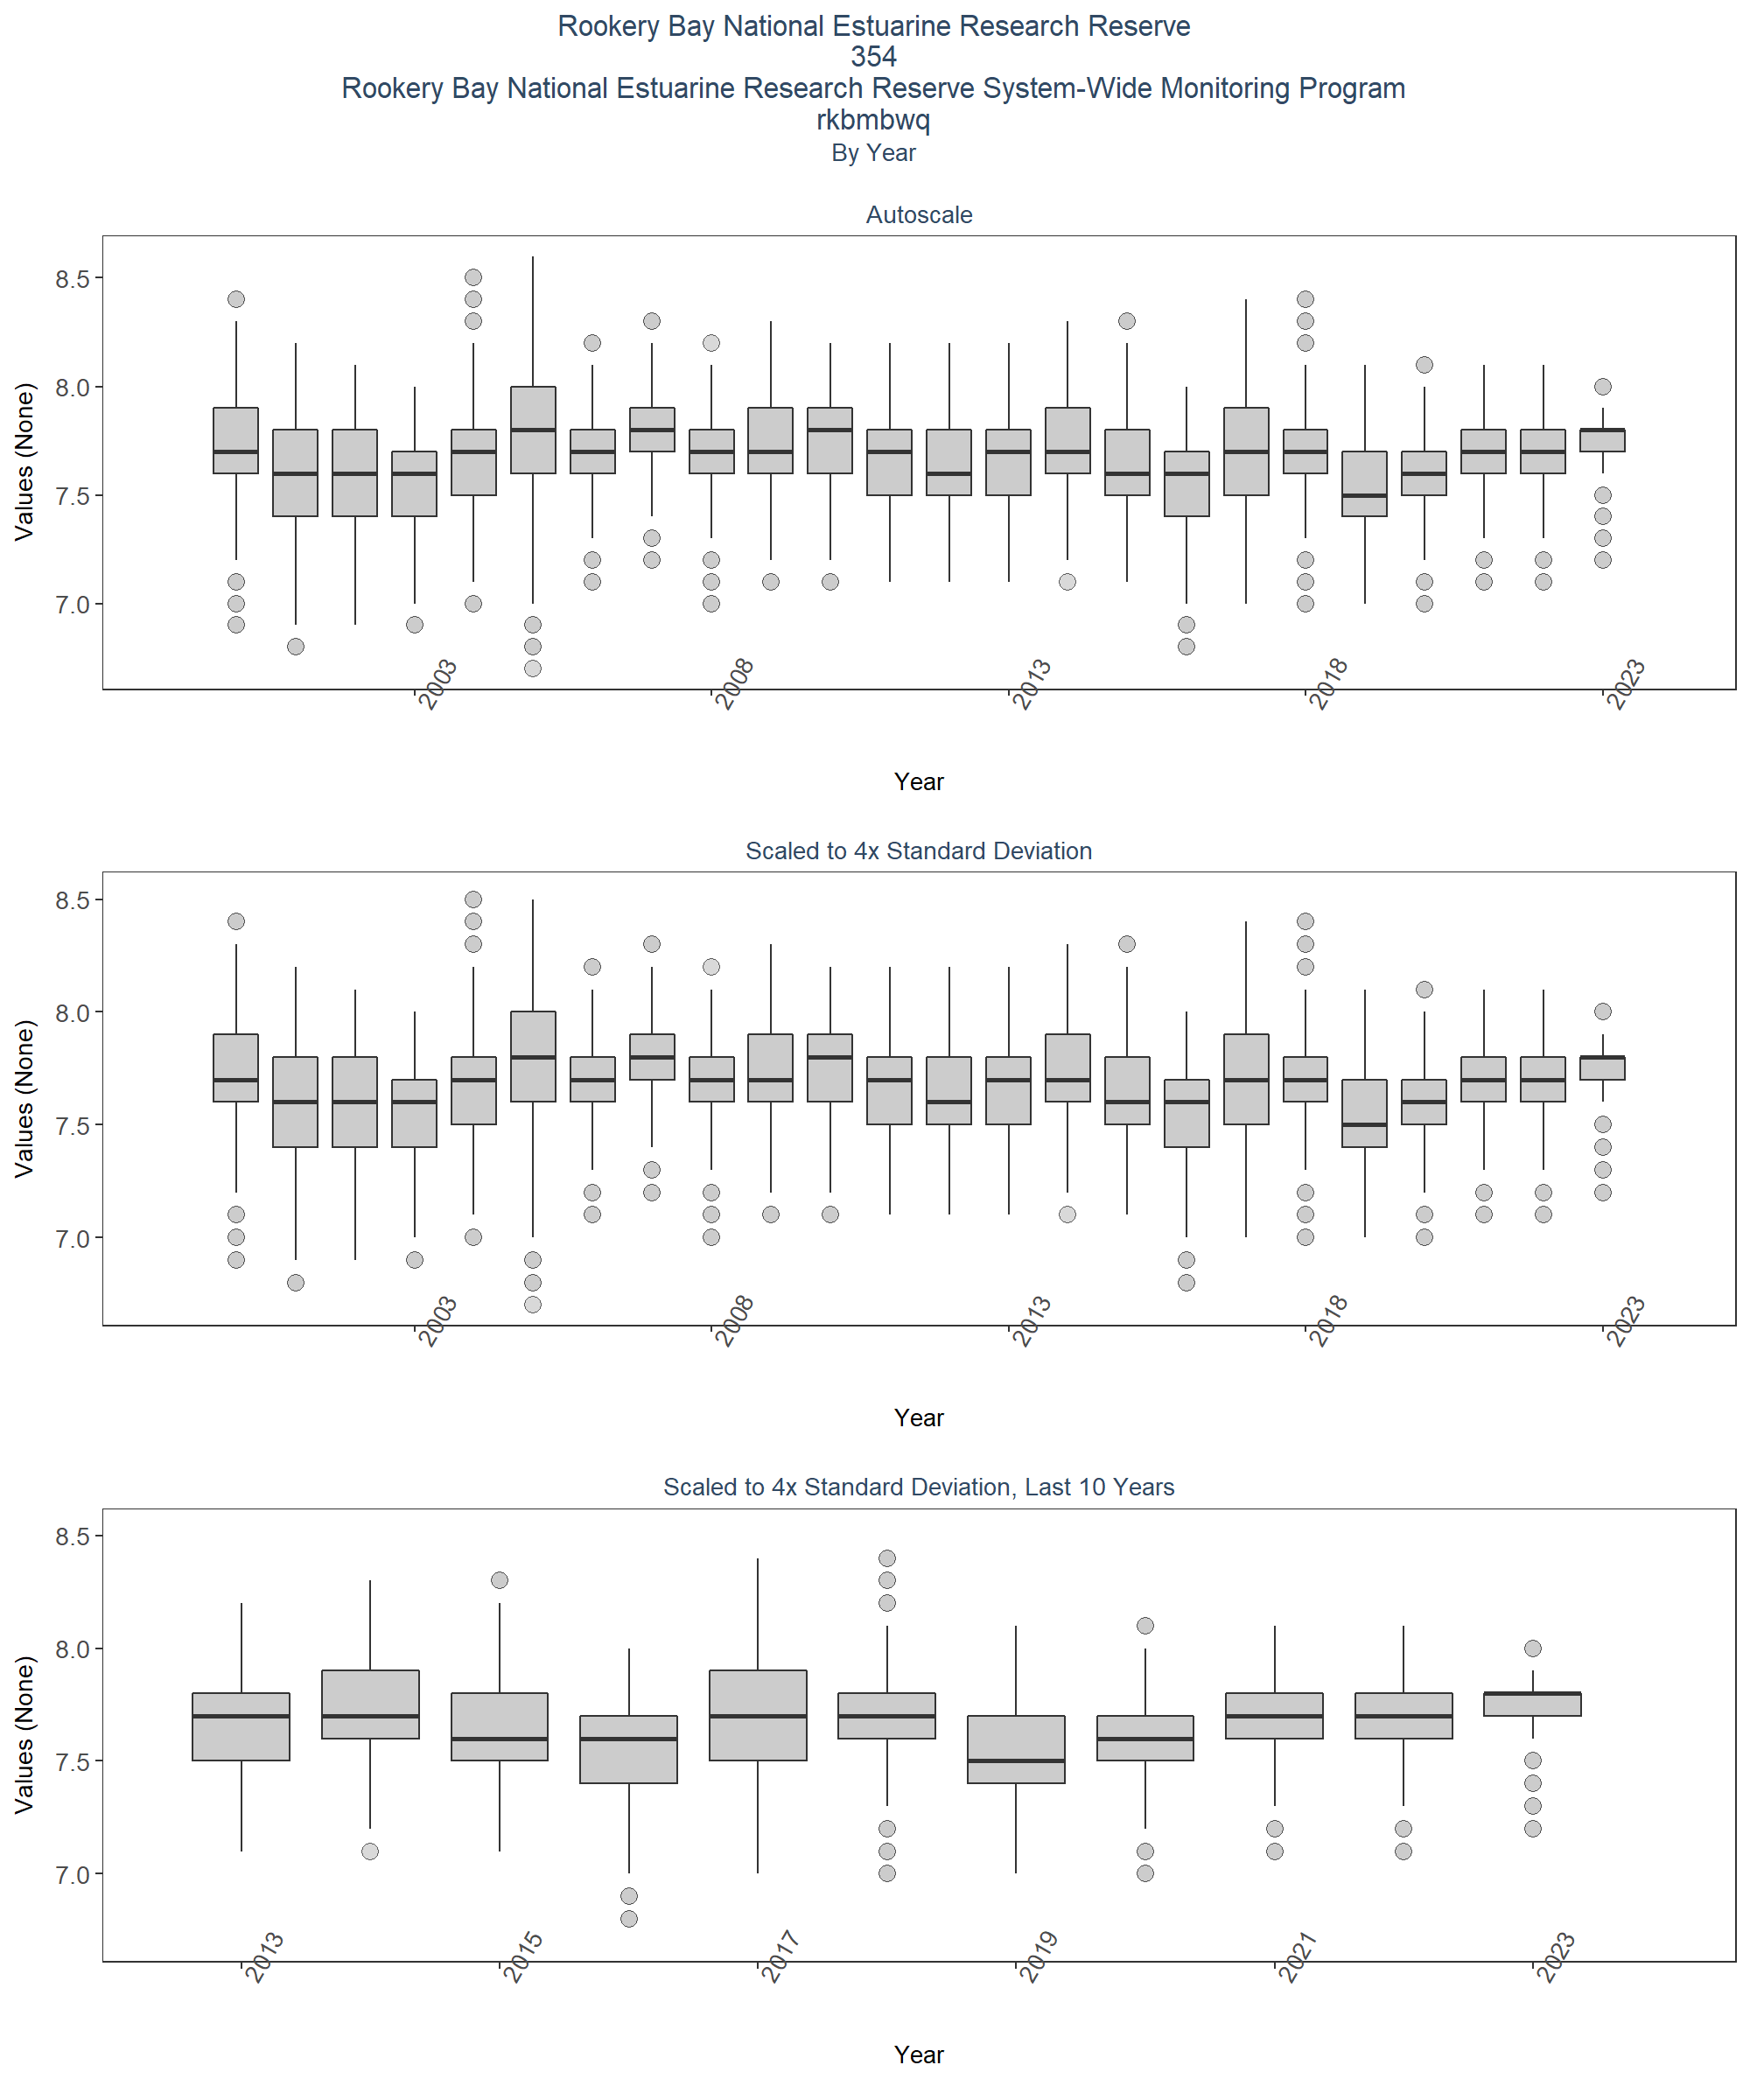 Rookery Bay National Estuarine Research Reserve
354
Rookery Bay National Estuarine Research Reserve System-Wide Monitoring Program
rkbmbwq
By Year
Autoscale
Values (None)
8.5
8.0
7.5
7.0
2003 2008 2013 2018 2023
Year
Scaled to 4x Standard Deviation
Values (None)
8.5
8.0
7.5
7.0
2003 2008 2013 2018 2023
Year
Scaled to 4x Standard Deviation, Last 10 Years
Values (None)
8.5
8.0
7.5
7.0
2013 2015 2017 2019 2021 2023
Year